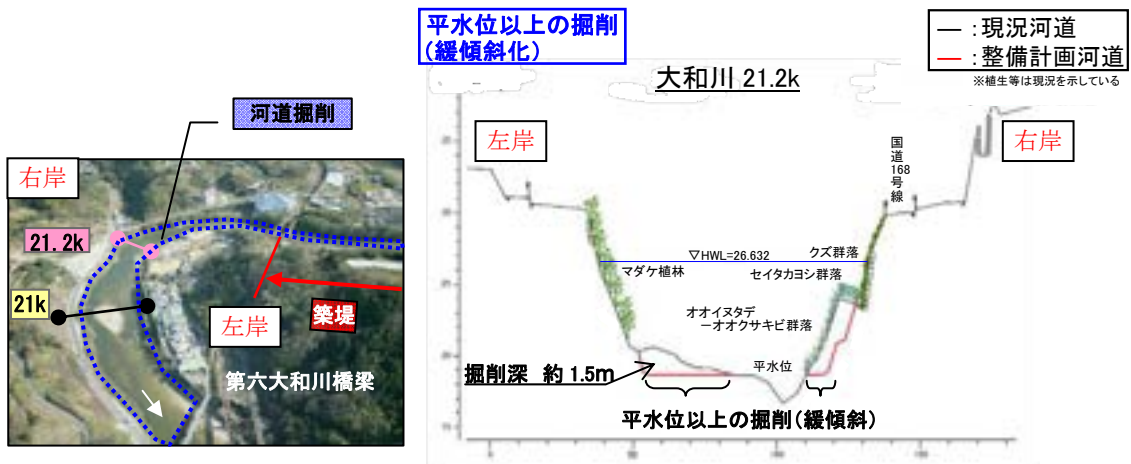 平水位以上の掘削
(緩傾斜化)
― :現況河道
― :整備計画河道
※植生等は現況を示している
河道掘削
右岸
21.2k
21k
左岸
築堤
第六大和川橋梁
大和川 21.2k
左岸
右岸
国道168号線
▽HWL=26.632
クズ群落
マダケ植林
セイタカヨシ群落
オオイヌタデ
ーオオクサキビ群落
平水位
掘削深 約 1.5m
平水位以上の掘削(緩傾斜)